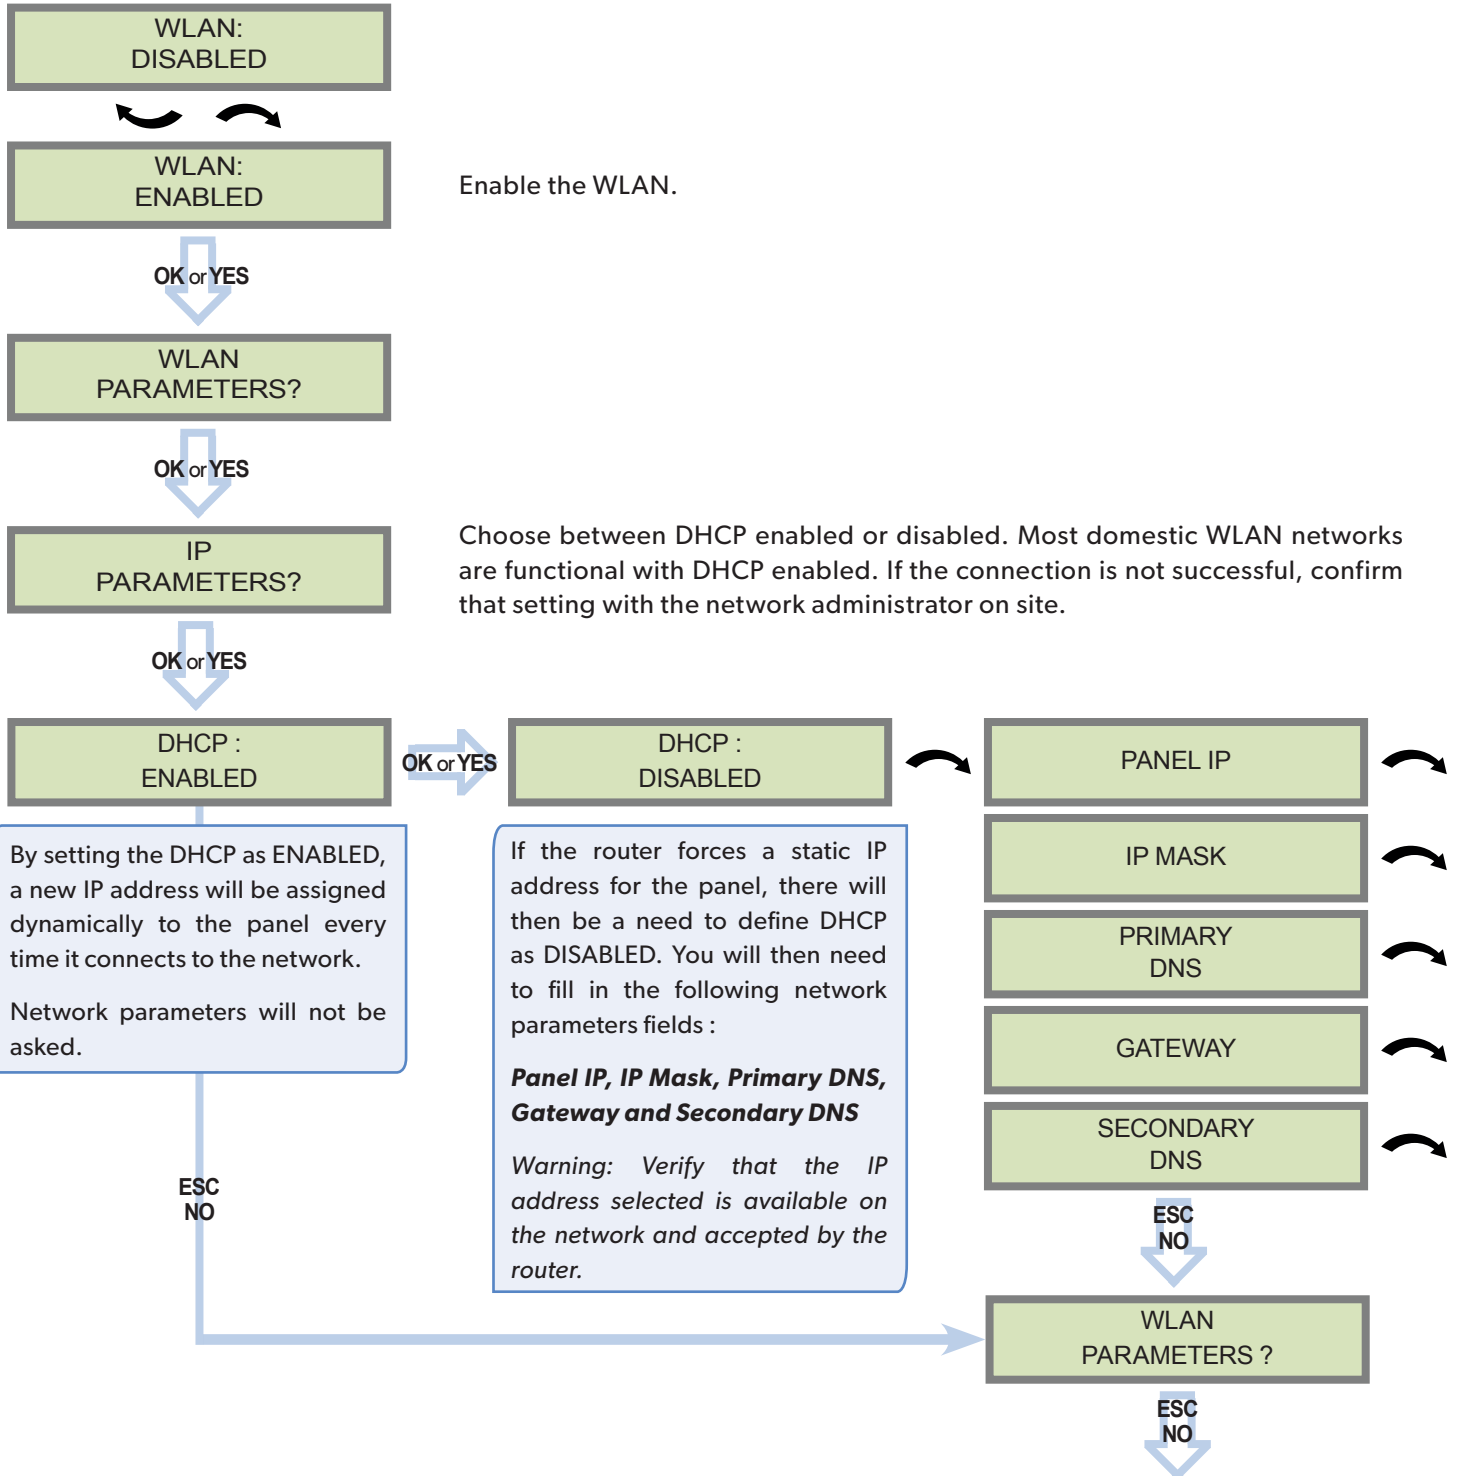 WLAN:
DISABLED
WLAN:
ENABLED
Enable the WLAN.
OK or YES
WLAN
PARAMETERS?
OK or YES
IP
PARAMETERS?
Choose between DHCP enabled or disabled. Most domestic WLAN networks
are functional with DHCP enabled. If the connection is not successful, confirm
that setting with the network administrator on site.
OK or YES
DHCP :
ENABLED
OK or YES
DHCP :
DISABLED
PANEL IP
By setting the DHCP as ENABLED,
a new IP address will be assigned
dynamically to the panel every
time it connects to the network.
Network parameters will not be
asked.
If the router forces a static IP
address for the panel, there will
then be a need to define DHCP
as DISABLED. You will then need
to fill in the following network
parameters fields :
Panel IP, IP Mask, Primary DNS,
Gateway and Secondary DNS
Warning: Verify that the IP
address selected is available on
the network and accepted by the
router.
IP MASK
PRIMARY
DNS
GATEWAY
SECONDARY
DNS
ESC
NO
ESC
NO
WLAN
PARAMETERS ?
ESC
NO